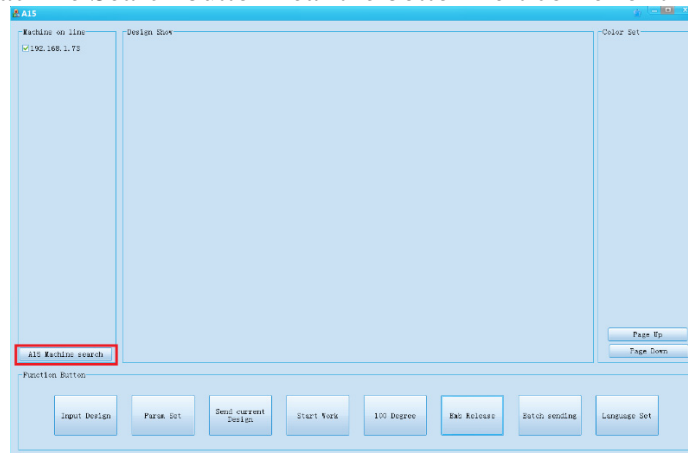 A15
Machine on line
Design Show
Color Set
192.168.1.73
Page Up
A15 Machine search
Page Down
Function Button
Input Design
Param Set
Send current
Design
Start Work
100 Degree
Emb Release
Batch sending
Language Set